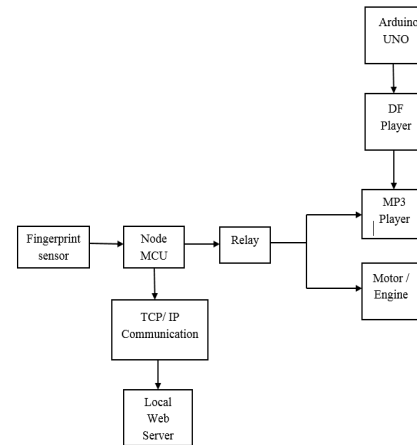 Arduino
UNO
DF
Player
MP3
Player
Fingerprint
sensor
Node
MCU
Relay
Motor /
Engine
TCP/ IP
Communication
Local
Web
Server